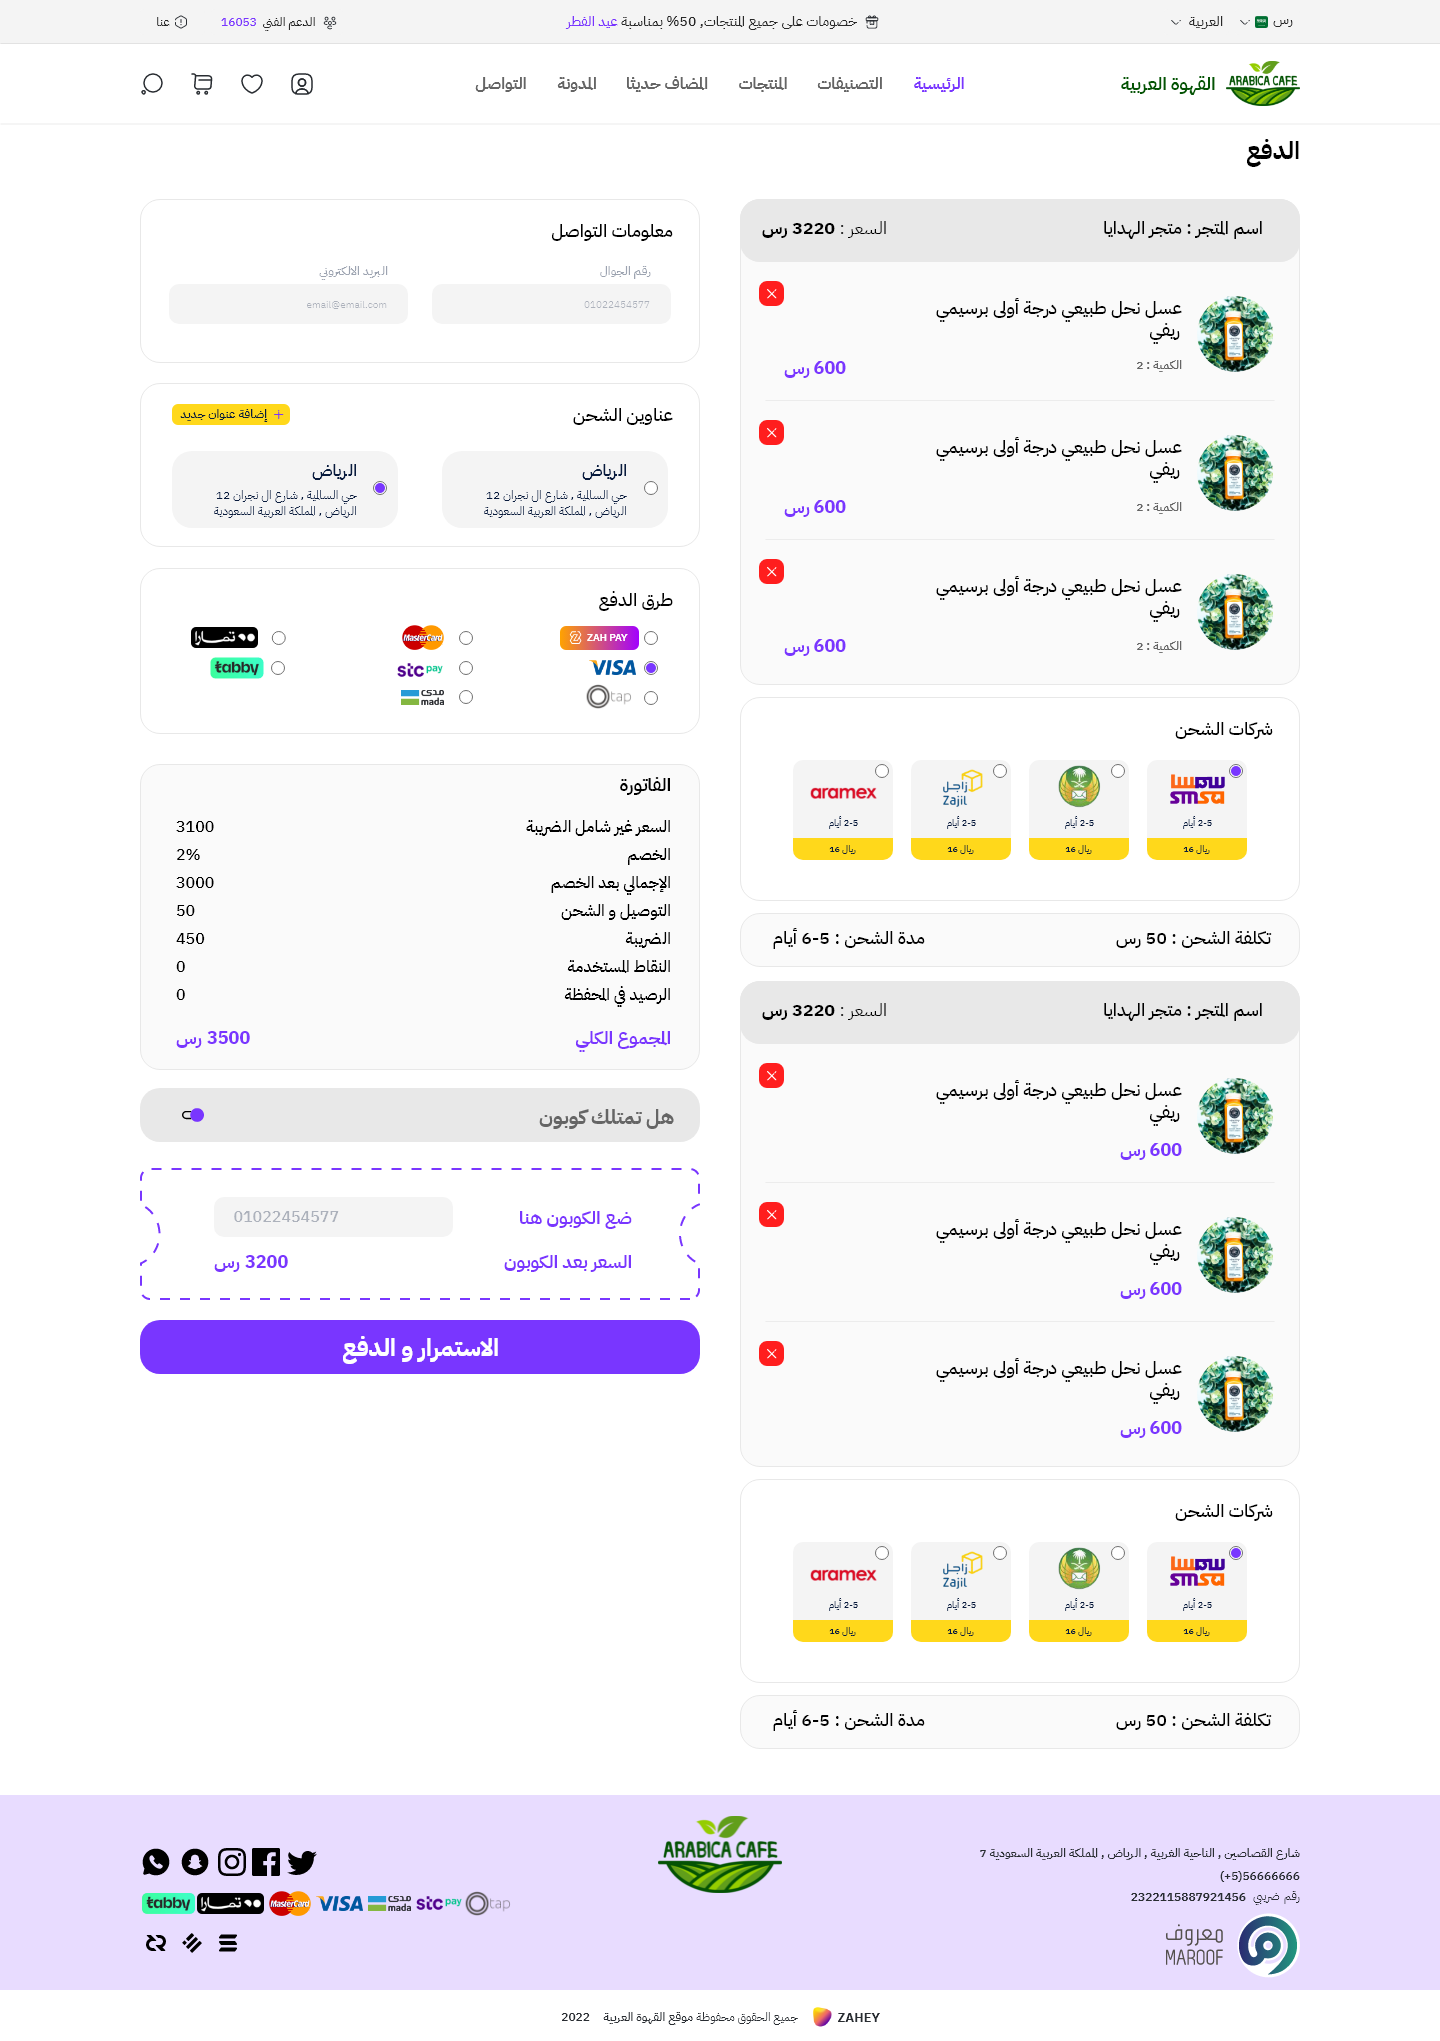 رس
العربية
خصومات على جميع المنتجات, 50% بمناسبة عيد الفطر
الدعم الفني 16053
عنا
ARABICA CAFE
القهوة العربية
الرئيسية
التصنيفات
المنتجات
المضاف حديثا
المدونة
التواصل
الدفع
اسم المتجر : متجر الهدايا
السعر : 3220 رس
عسل نحل طبيعي درجة أولى برسيمي
ريفي
الكمية : 2
600 رس
عسل نحل طبيعي درجة أولى برسيمي
ريفي
الكمية : 2
600 رس
عسل نحل طبيعي درجة أولى برسيمي
ريفي
الكمية : 2
600 رس
شركات الشحن
سمسا
smsa
2-5 أيام
ريال 16
2-5 أيام
ريال 16
زاجل
Zajil
2-5 أيام
ريال 16
aramex
2-5 أيام
ريال 16
تكلفة الشحن : 50 رس
مدة الشحن : 5-6 أيام
اسم المتجر : متجر الهدايا
السعر : 3220 رس
عسل نحل طبيعي درجة أولى برسيمي
ريفي
600 رس
عسل نحل طبيعي درجة أولى برسيمي
ريفي
600 رس
عسل نحل طبيعي درجة أولى برسيمي
ريفي
600 رس
شركات الشحن
سمسا
smsa
2-5 أيام
ريال 16
2-5 أيام
ريال 16
زاجل
Zajil
2-5 أيام
ريال 16
aramex
2-5 أيام
ريال 16
تكلفة الشحن : 50 رس
مدة الشحن : 5-6 أيام
معلومات التواصل
رقم الجوال
01022454577
البريد الالكتروني
email@email.com
عناوين الشحن
+ إضافة عنوان جديد
الرياض
حي السالمية , شارع ال نجران 12
الرياض , المملكة العربية السعودية
الرياض
حي السالمية , شارع ال نجران 12
الرياض , المملكة العربية السعودية
طرق الدفع
ZAH PAY
MasterCard
تمارا
VISA
stc pay
tabby
tap
مدى
mada
الفاتورة
السعر غير شامل الضريبة 3100
الخصم 2%
الإجمالي بعد الخصم 3000
التوصيل و الشحن 50
الضريبة 450
النقاط المستخدمة 0
الرصيد في المحفظة 0
المجموع الكلي 3500 رس
هل تمتلك كوبون
ضع الكوبون هنا
01022454577
السعر بعد الكوبون 3200 رس
الاستمرار و الدفع
شارع القصاصين , الناحية الغربية , الرياض , المملكة العربية السعودية 7
(+5)56666666
رقم ضريبي 2322115887921456
معروف
MAROOF
ARABICA CAFE
tabby
تمارا
MasterCard
VISA
مدى
mada
stc pay
tap
ZAHEY
جميع الحقوق محفوظة موقع القهوة العربية 2022